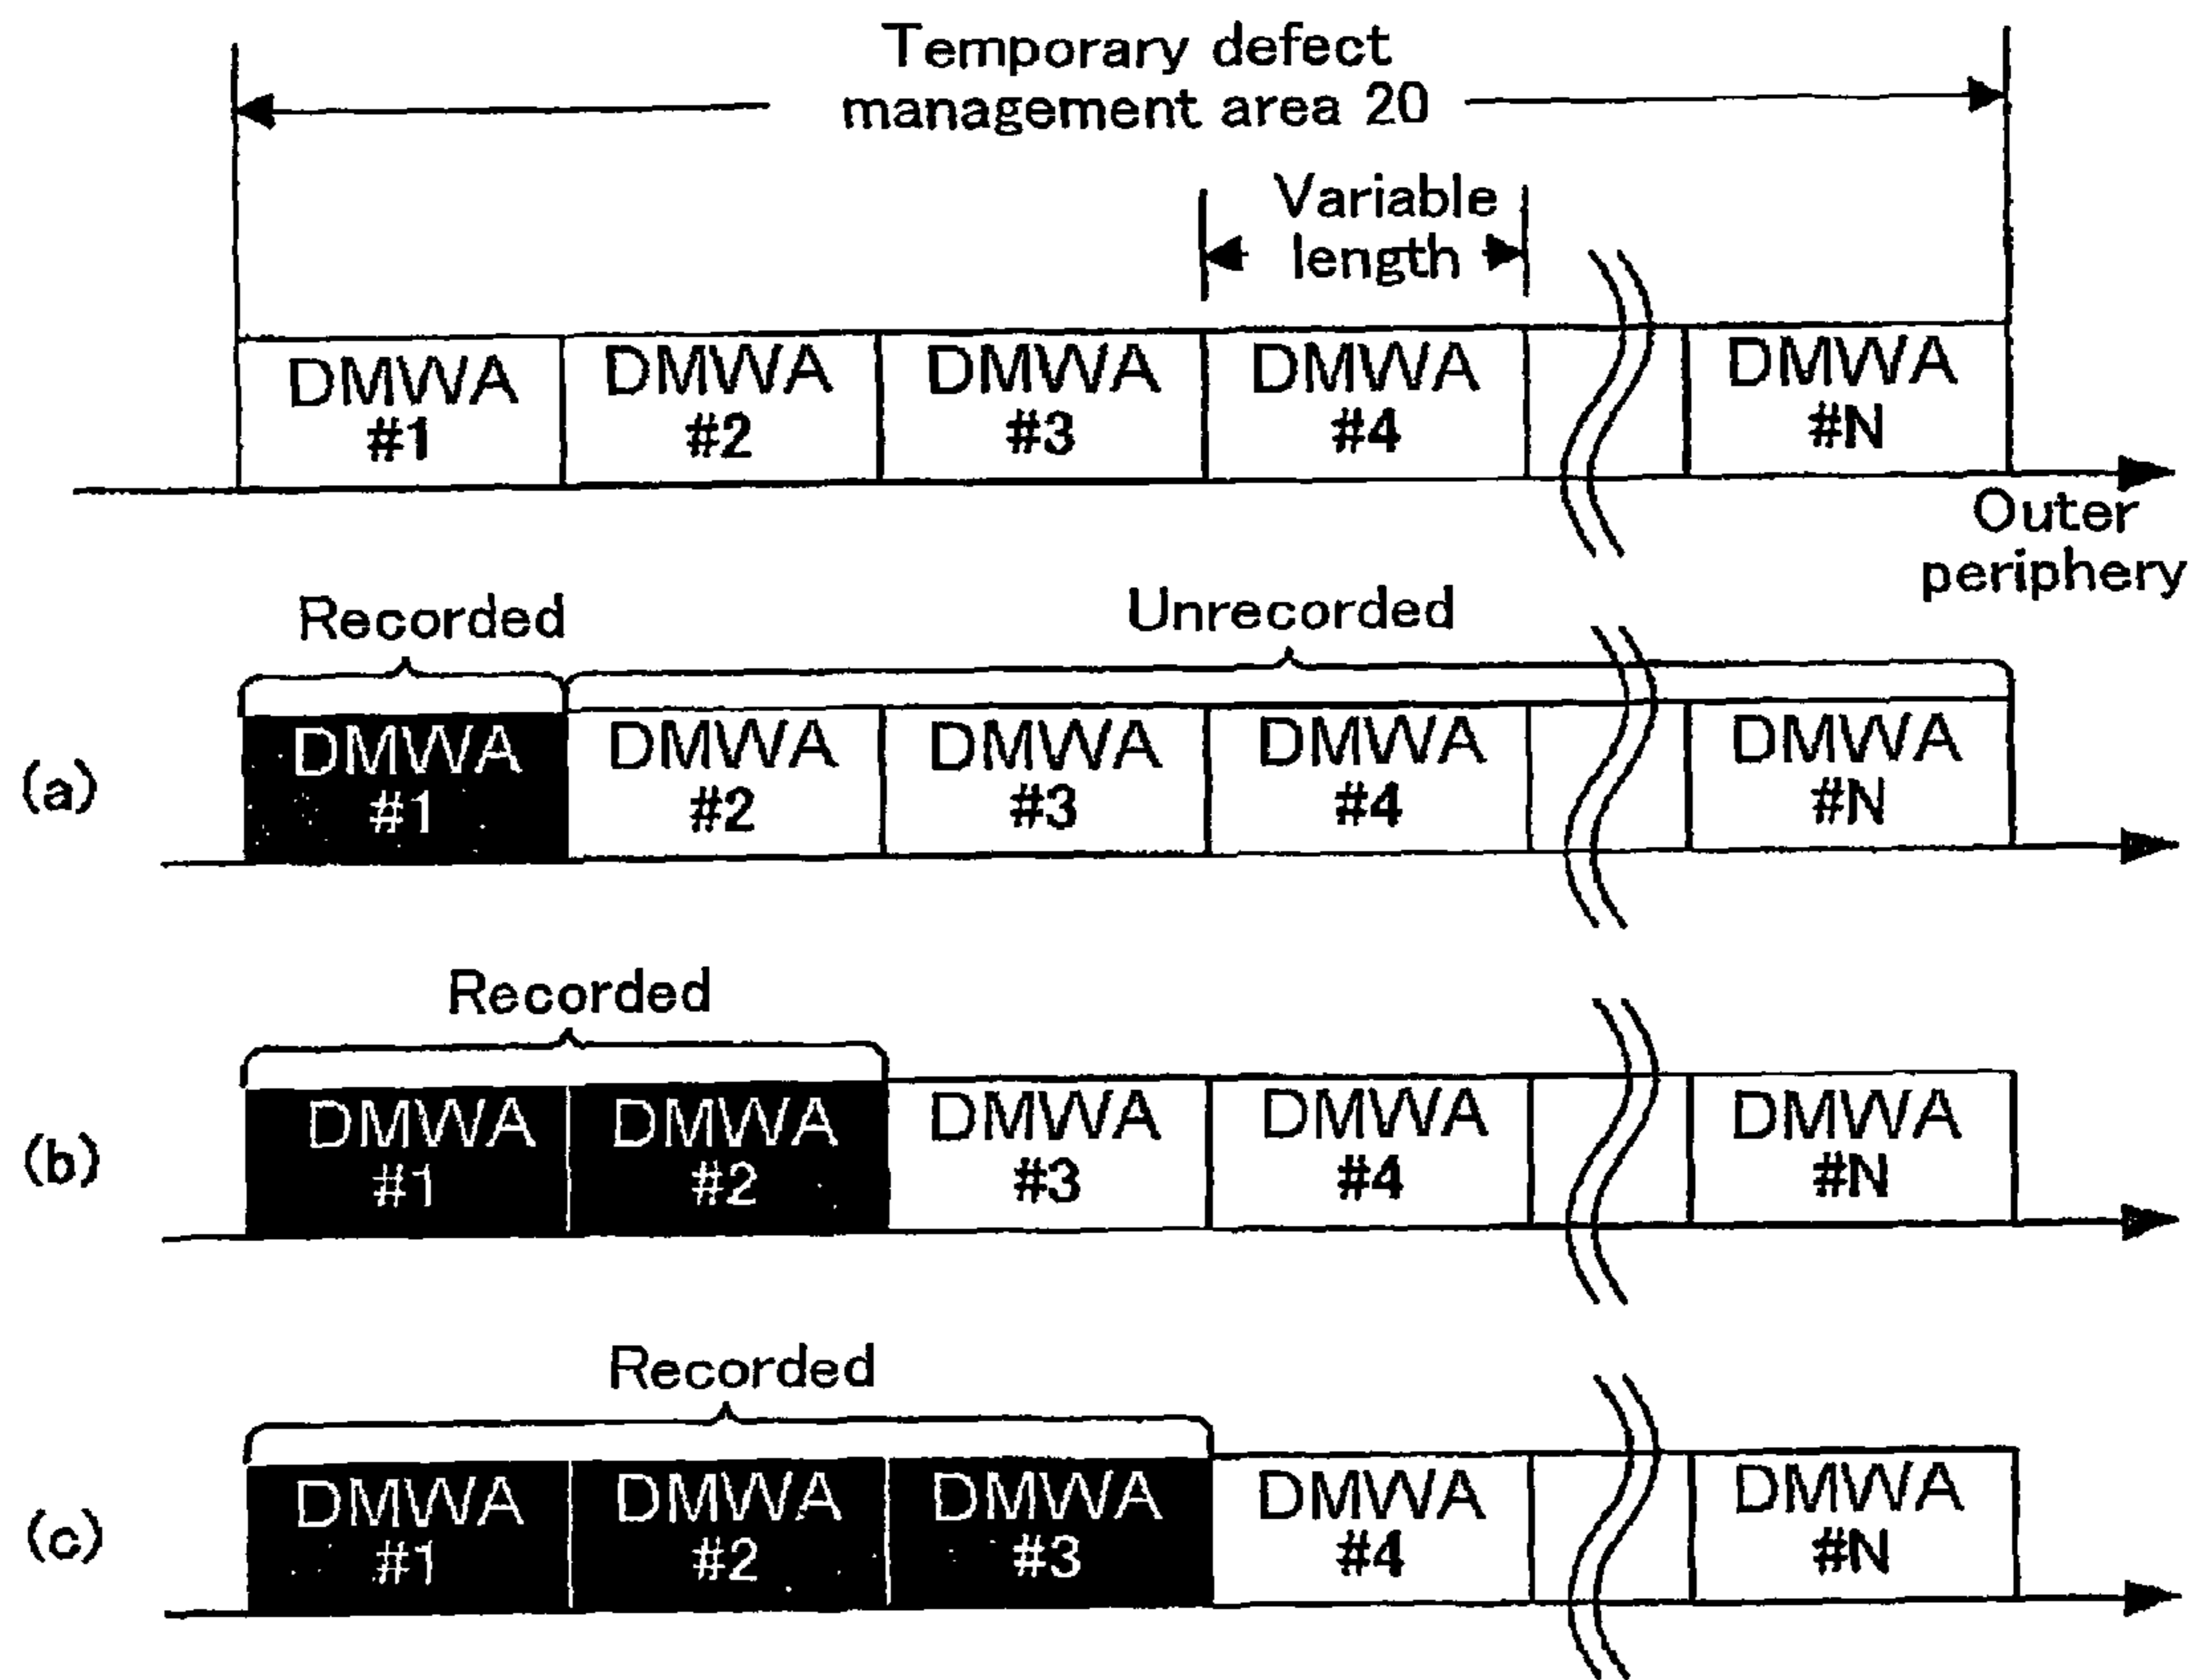 Temporary defect
management area 20
Variable
length
DMWA
#1
DMWA
#2
DMWA
#3
DMWA
#4
DMWA
#N
Outer
periphery
Recorded
Unrecorded
(a)
DMWA
#1
DMWA
#2
DMWA
#3
DMWA
#4
DMWA
#N
Recorded
(b)
DMWA
#1
DMWA
#2
DMWA
#3
DMWA
#4
DMWA
#N
Recorded
(c)
DMWA
#1
DMWA
#2
DMWA
#3
DMWA
#4
DMWA
#N